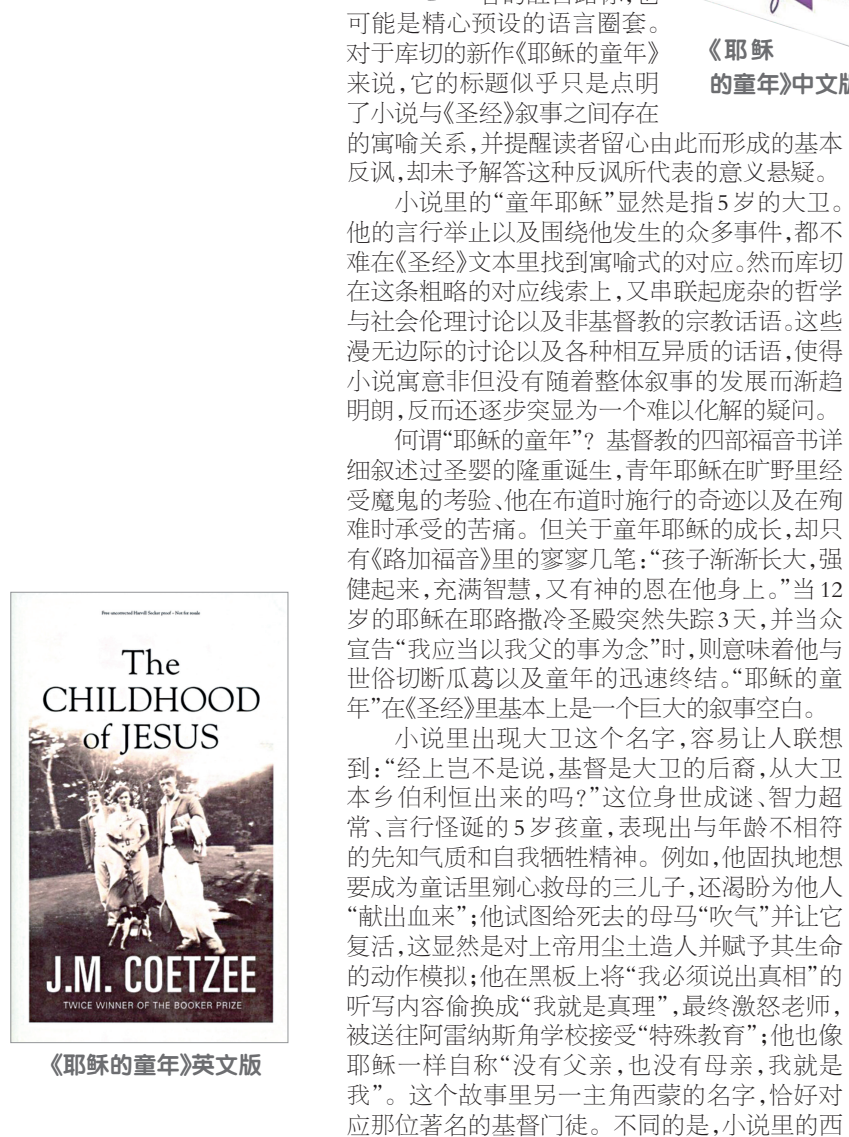 可能是精心预设的语言圈套。
对于库切的新作《耶稣的童年》
来说,它的标题似乎只是点明
了小说与《圣经》叙事之间存在
的寓喻关系,并提醒读者留心由此而形成的基本
反讽,却未予解答这种反讽所代表的意义悬疑。
小说里的“童年耶稣”显然是指5岁的大卫。
他的言行举止以及围绕他发生的众多事件,都不
难在《圣经》文本里找到寓喻式的对应。然而库切
在这条粗略的对应线索上,又串联起庞杂的哲学
与社会伦理讨论以及非基督教的宗教话语。这些
漫无边际的讨论以及各种相互异质的话语,使得
小说寓意非但没有随着整体叙事的发展而渐趋
明朗,反而还逐步突显为一个难以化解的疑问。
何谓“耶稣的童年”? 基督教的四部福音书详
细叙述过圣婴的隆重诞生,青年耶稣在旷野里经
受魔鬼的考验、他在布道时施行的奇迹以及在殉
难时承受的苦痛。但关于童年耶稣的成长,却只
有《路加福音》里的寥寥几笔:“孩子渐渐长大,强
健起来,充满智慧,又有神的恩在他身上。”当12
岁的耶稣在耶路撒冷圣殿突然失踪3天,并当众
宣告“我应当以我父的事为念”时,则意味着他与
世俗切断瓜葛以及童年的迅速终结。“耶稣的童
年”在《圣经》里基本上是一个巨大的叙事空白。
小说里出现大卫这个名字,容易让人联想
到:“经上岂不是说,基督是大卫的后裔,从大卫
本乡伯利恒出来的吗?”这位身世成谜、智力超
常、言行怪诞的5岁孩童,表现出与年龄不相符
的先知气质和自我牺牲精神。例如,他固执地想
要成为童话里剜心救母的三儿子,还渴盼为他人
“献出血来”;他试图给死去的母马“吹气”并让它
复活,这显然是对上帝用尘土造人并赋予其生命
的动作模拟;他在黑板上将“我必须说出真相”的
听写内容偷换成“我就是真理”,最终激怒老师,
被送往阿雷纳斯角学校接受“特殊教育”;他也像
耶稣一样自称“没有父亲,也没有母亲,我就是
我”。这个故事里另一主角西蒙的名字,恰好对
应那位著名的基督门徒。不同的是,小说里的西
《耶稣
的童年》中文版
Free uncorrected Harvill Secker proof – Not for resale
The
CHILDHOOD
of JESUS
J.M. COETZEE
TWICE WINNER OF THE BOOKER PRIZE
《耶稣的童年》英文版